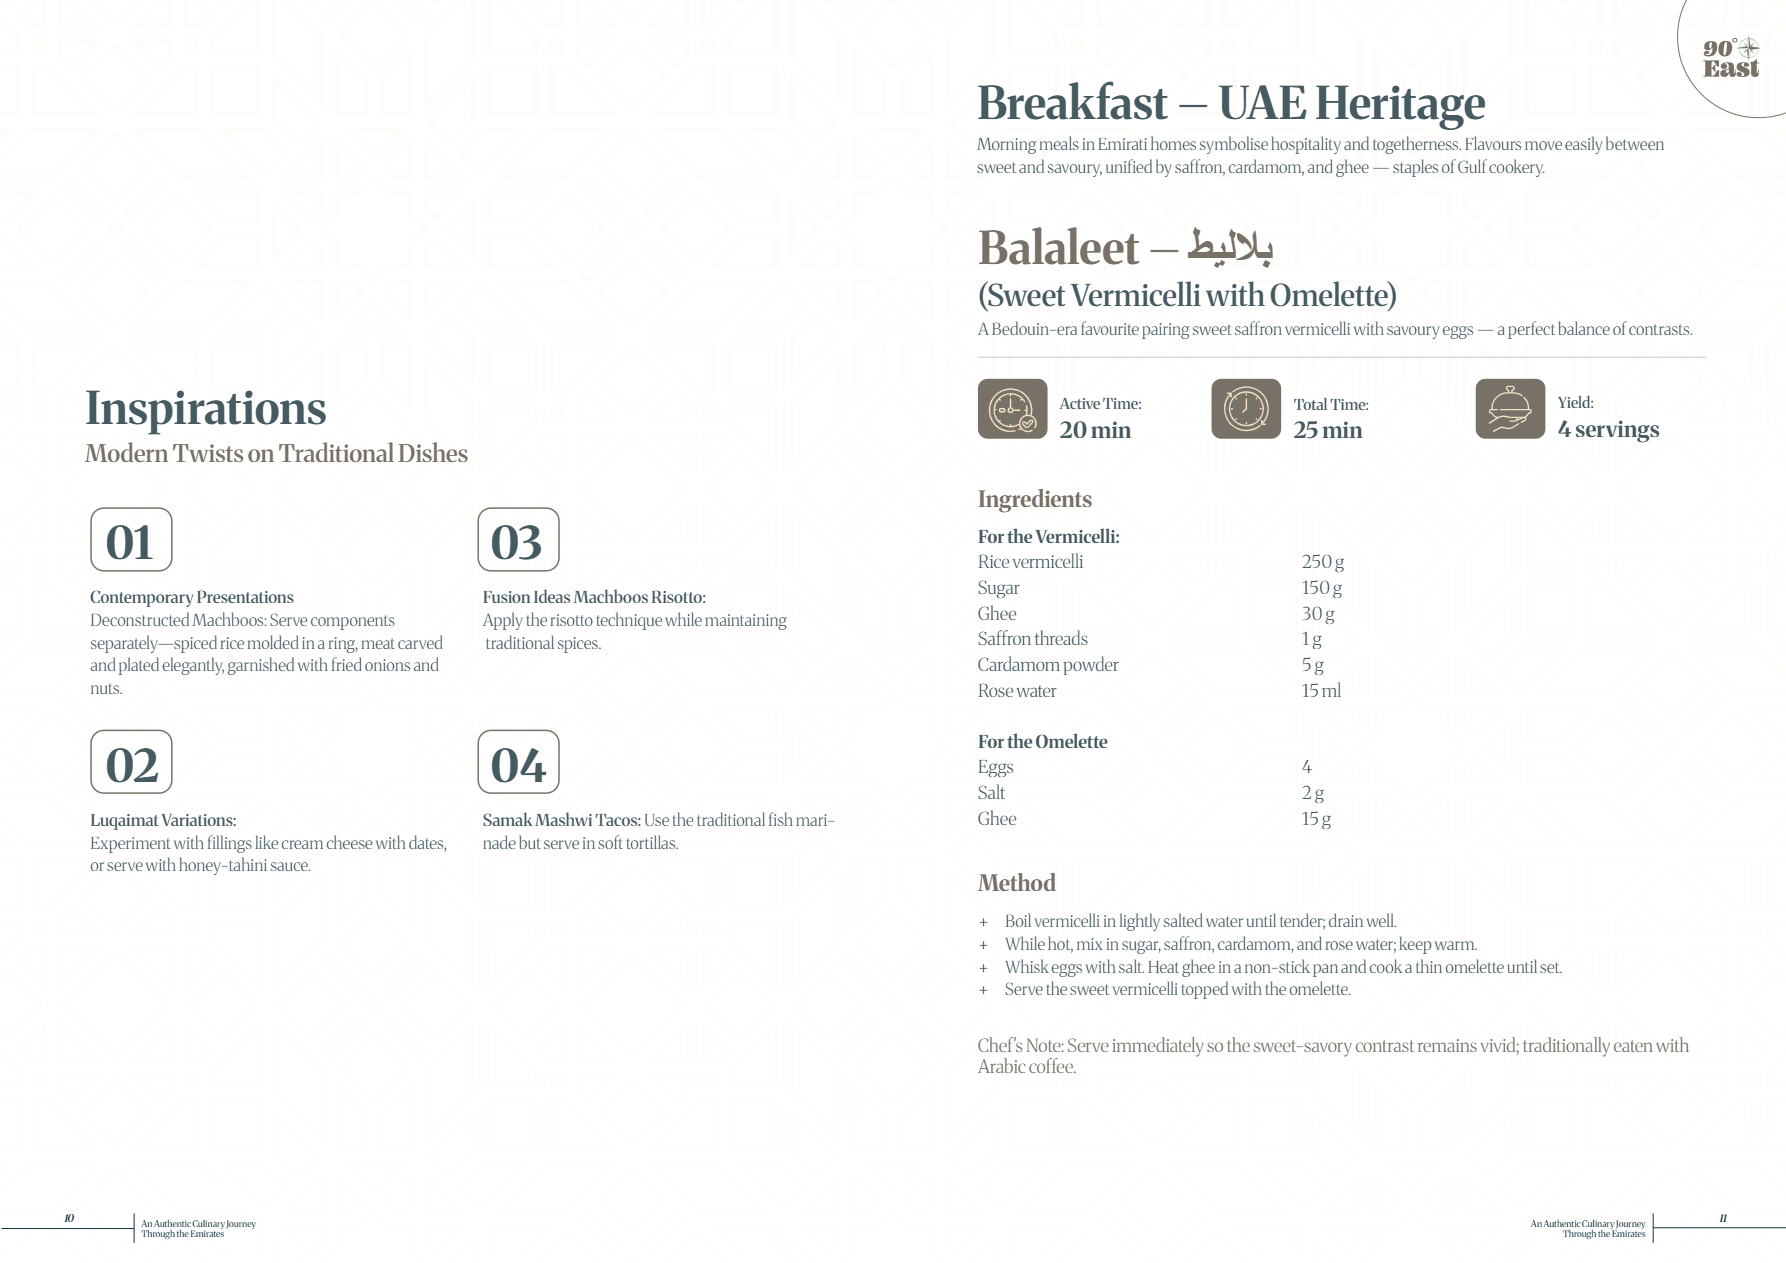 Inspirations
Modern Twists on Traditional Dishes
01
Contemporary Presentations
Deconstructed Machboos: Serve components
separately—spiced rice molded in a ring, meat carved
and plated elegantly, garnished with fried onions and
nuts.
02
Luqaimat Variations:
Experiment with fillings like cream cheese with dates,
or serve with honey-tahini sauce.
03
Fusion Ideas Machboos Risotto:
Apply the risotto technique while maintaining
traditional spices.
04
Samak Mashwi Tacos: Use the traditional fish mari-
nade but serve in soft tortillas.
10
An Authentic Culinary Journey
Through the Emirates
90°
East
Breakfast – UAE Heritage
Morning meals in Emirati homes symbolise hospitality and togetherness. Flavours move easily between
sweet and savoury, unified by saffron, cardamom, and ghee — staples of Gulf cookery.
Balaleet – بلاليط
(Sweet Vermicelli with Omelette)
A Bedouin-era favourite pairing sweet saffron vermicelli with savoury eggs — a perfect balance of contrasts.
Active Time:
20 min
Total Time:
25 min
Yield:
4 servings
Ingredients
For the Vermicelli:
Rice vermicelli 250 g
Sugar 150 g
Ghee 30 g
Saffron threads 1 g
Cardamom powder 5 g
Rose water 15 ml
For the Omelette
Eggs 4
Salt 2 g
Ghee 15 g
Method
+ Boil vermicelli in lightly salted water until tender; drain well.
+ While hot, mix in sugar, saffron, cardamom, and rose water; keep warm.
+ Whisk eggs with salt. Heat ghee in a non-stick pan and cook a thin omelette until set.
+ Serve the sweet vermicelli topped with the omelette.
Chef's Note: Serve immediately so the sweet-savory contrast remains vivid; traditionally eaten with
Arabic coffee.
An Authentic Culinary Journey
Through the Emirates
11